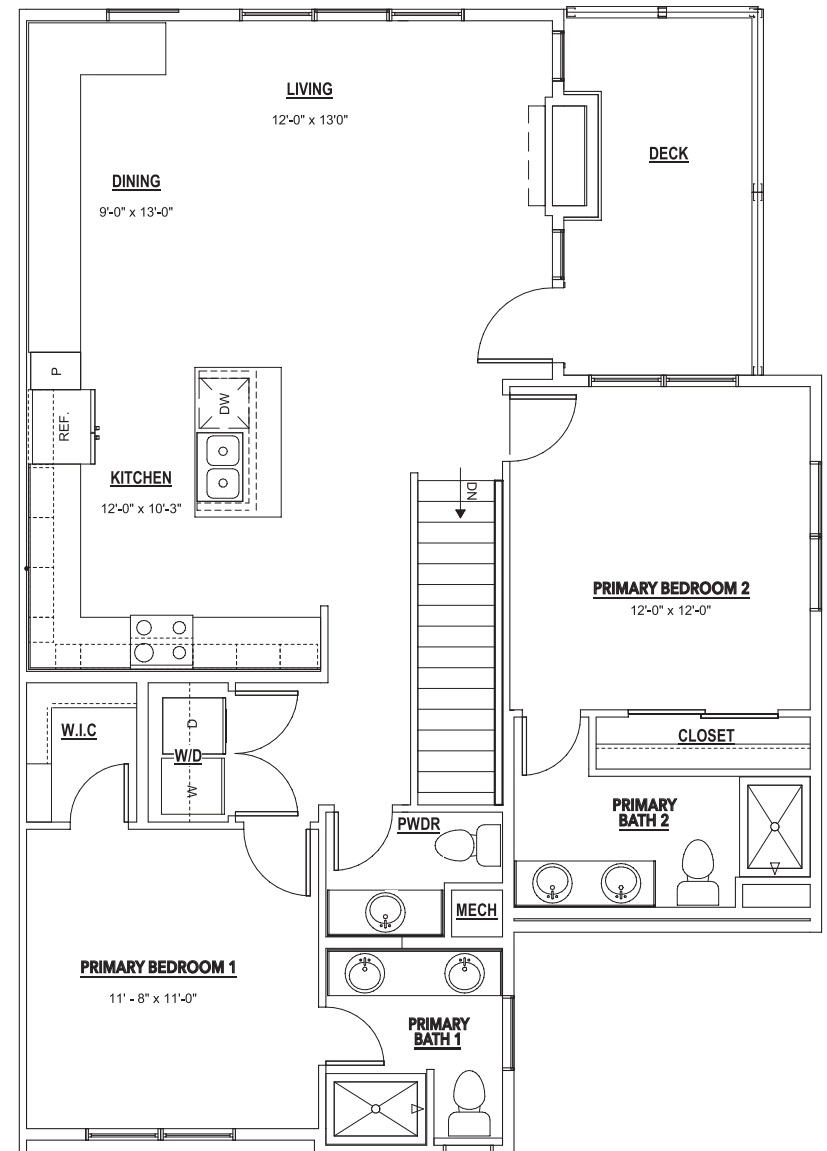 LIVING
12'-0" x 13'0"
DECK
DINING
9'-0" x 13'-0"
P
REF.
DW
KITCHEN
12'-0" x 10'-3"
DN
PRIMARY BEDROOM 2
12'-0" x 12'-0"
W.I.C
D
W/D
W
CLOSET
PRIMARY
BATH 2
PWDR
MECH
PRIMARY BEDROOM 1
11' - 8" x 11'-0"
PRIMARY
BATH 1